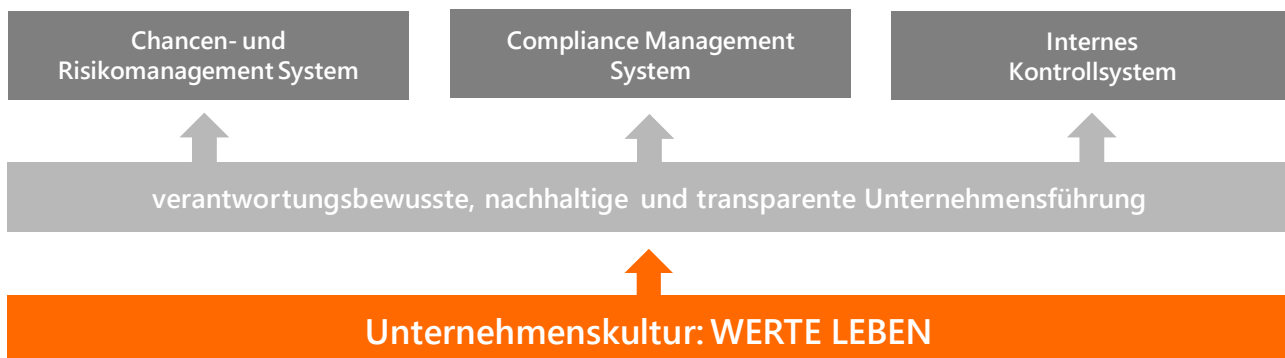 Chancen- und
Risikomanagement System
Compliance Management
System
Internes
Kontrollsystem
verantwortungsbewusste, nachhaltige und transparente Unternehmensführung
Unternehmenskultur: WERTE LEBEN